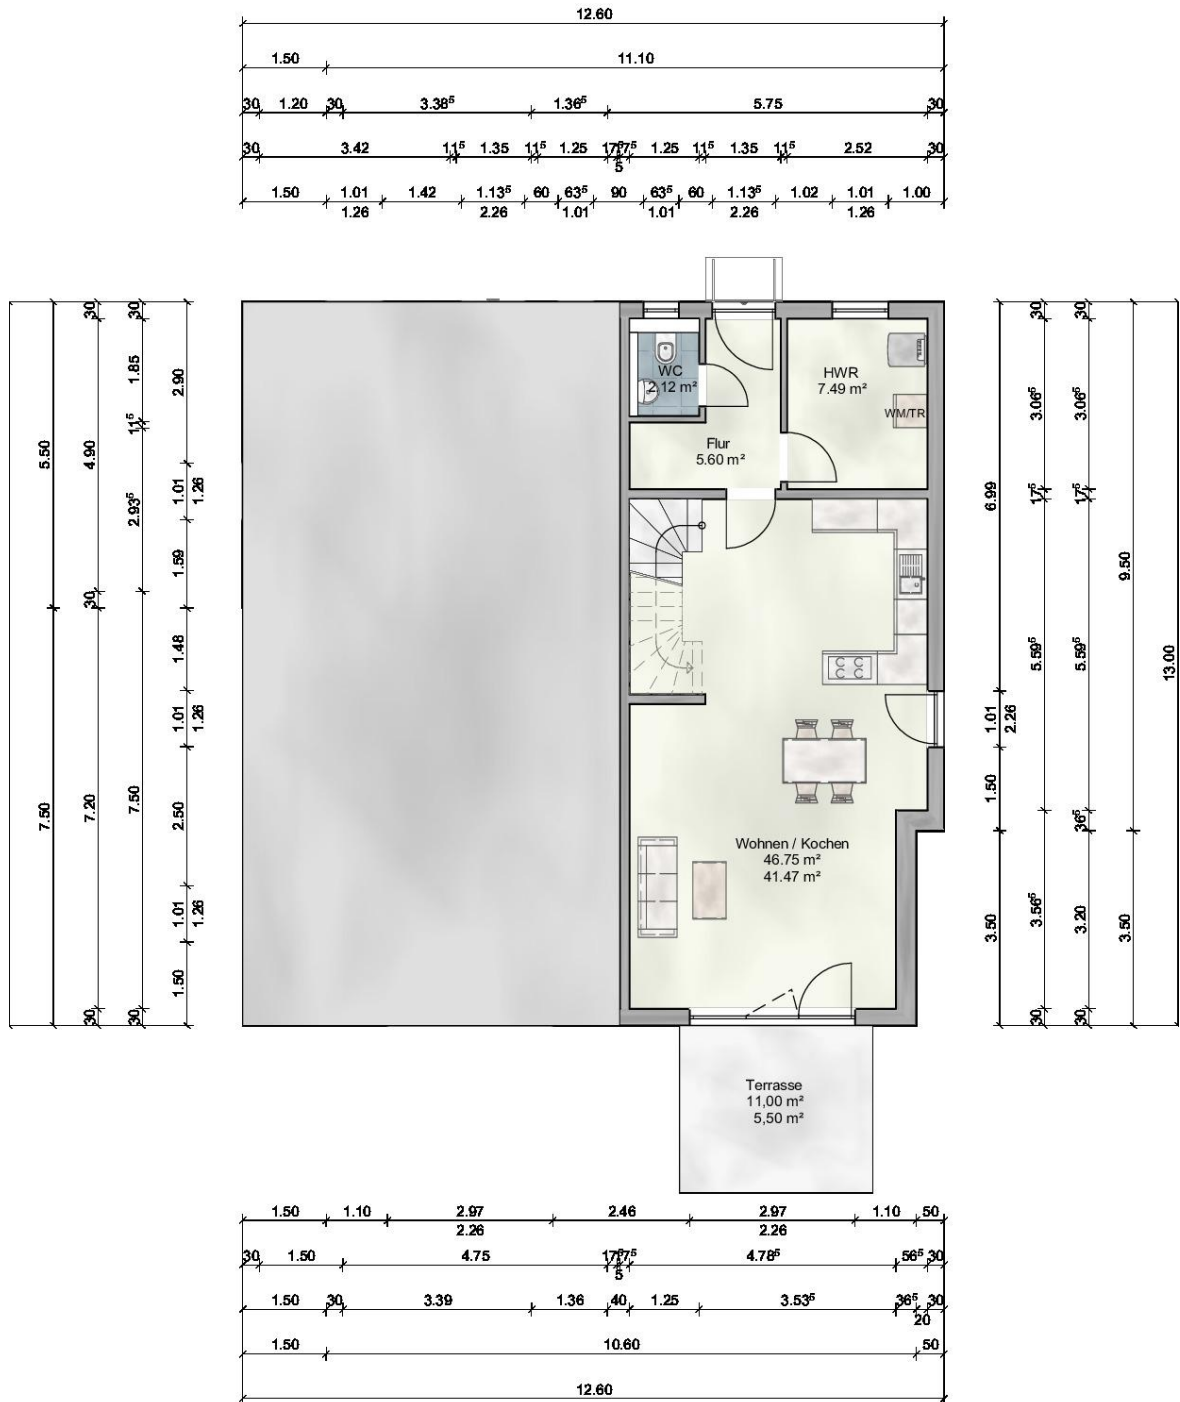 12.60
1.50 11.10
30 1.20 30 3.38⁵ 1.36⁵ 5.75 30
30 3.42 11⁵ 1.35 11⁵ 1.25 17⁵ 17⁵ 1.25 11⁵ 1.35 11⁵ 2.52 30
5
1.50 1.01 1.42 1.13⁵ 60 63⁵ 90 63⁵ 60 1.13⁵ 1.02 1.01 1.00
1.26 2.26 1.01 1.01 2.26 1.26
5.50
7.50
30
4.90
30
7.20
30
30
1.85
11⁵
2.93⁵
7.50
30
2.90
1.01
1.26
1.59
1.48
1.01
1.26
2.50
1.01
1.26
1.50
WC
2.12 m²
HWR
7.49 m²
WM/TR
Flur
5.60 m²
Wohnen / Kochen
46.75 m²
41.47 m²
Terrasse
11,00 m²
5,50 m²
6.99
1.01
2.26
1.50
3.50
30
3.06⁵
17⁵
5.59⁵
3.56⁵
30
30
3.06⁵
17⁵
5.59⁵
36⁵
3.20
30
9.50
3.50
13.00
1.50 1.10 2.97 2.46 2.97 1.10 50
2.26 2.26
30 1.50 4.75 17⁵ 17⁵ 4.78⁵ 56⁵ 30
5
1.50 30 3.39 1.36 40 1.25 3.53⁵ 36⁵ 30
20
1.50 10.60 50
12.60